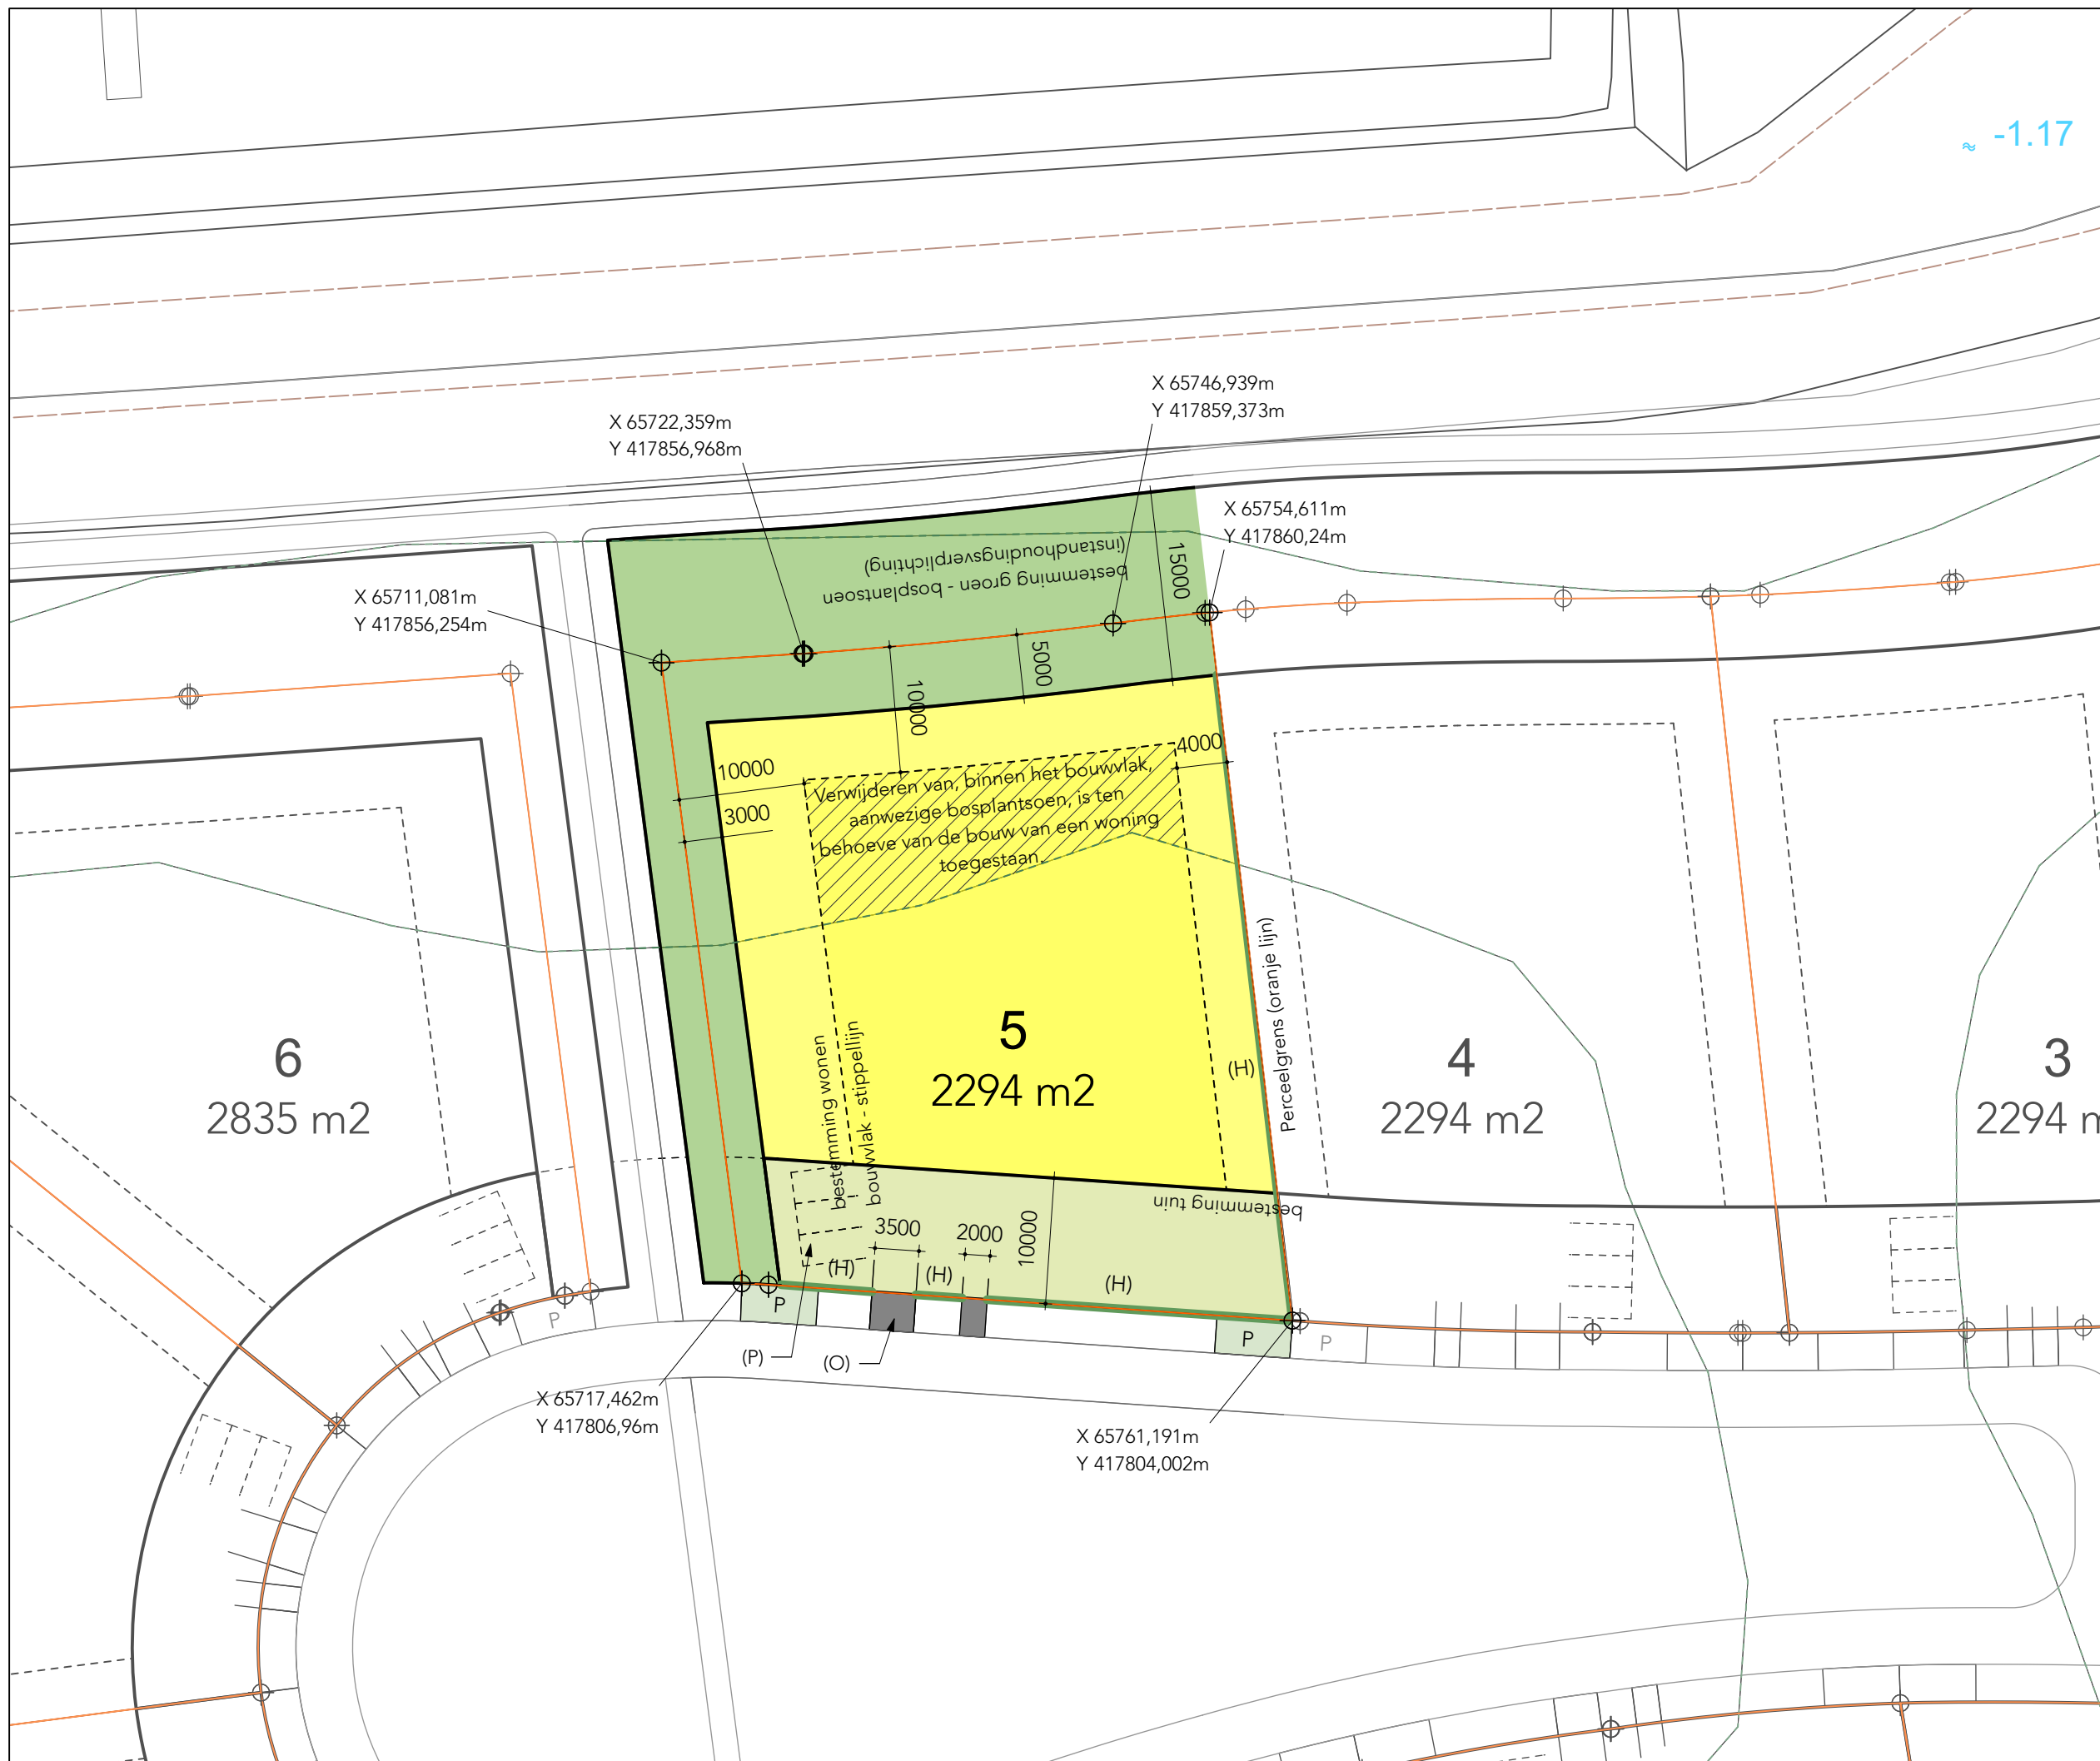 ≈ -1.17
X 65746,939m
Y 417859,373m
X 65722,359m
Y 417856,968m
X 65754,611m
Y 417860,24m
bestemming groen - bosplantsoen
(instandhoudingsverplichting)
15000
X 65711,081m
Y 417856,254m
5000
10000
4000
10000
3000
Verwijderen van, binnen het bouwvlak,
aanwezige bosplantsoen, is ten
behoeve van de bouw van een woning
toegestaan.
Perceelgrens (oranje lijn)
5
2294 m2
6
2835 m2
4
2294 m2
3
2294 m
(H)
bestemming wonen
bouwvlak - stippellijn
bestemming tuin
3500
2000
10000
(H)
(H)
(H)
P
P
P
P
(P)
(O)
X 65717,462m
Y 417806,96m
X 65761,191m
Y 417804,002m